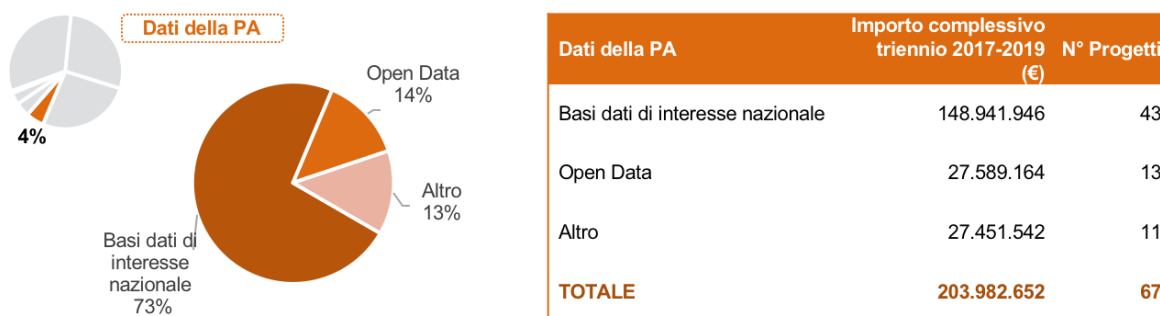 Dati della PA
4%
Open Data
14%
Altro
13%
Basi dati di
interesse
nazionale
73%
Dati della PA
Importo complessivo
triennio 2017-2019
(€)
N° Progetti
Basi dati di interesse nazionale 148.941.946 43
Open Data 27.589.164 13
Altro 27.451.542 11
TOTALE 203.982.652 67